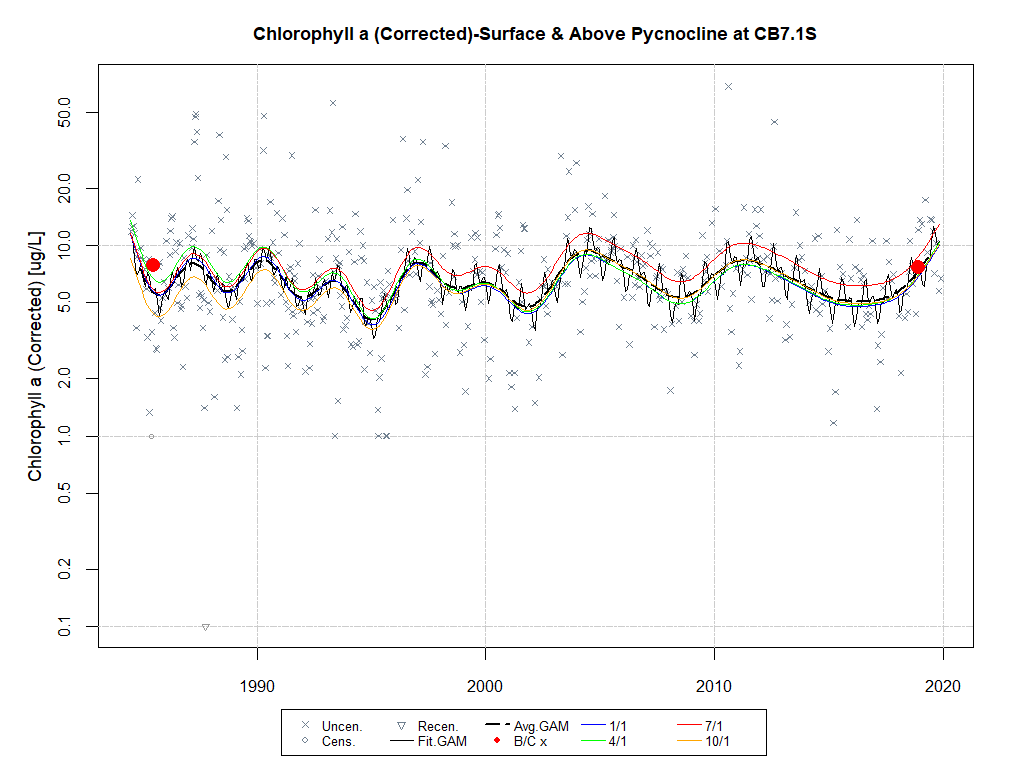 Chlorophyll a (Corrected)-Surface & Above Pycnocline at CB7.1S
Chlorophyll a (Corrected) [ug/L]
50.0
20.0
10.0
5.0
2.0
1.0
0.5
0.2
0.1
1990 2000 2010 2020
Uncen. Recen. Avg.GAM 1/1 7/1
Cens. Fit.GAM B/C x 4/1 10/1